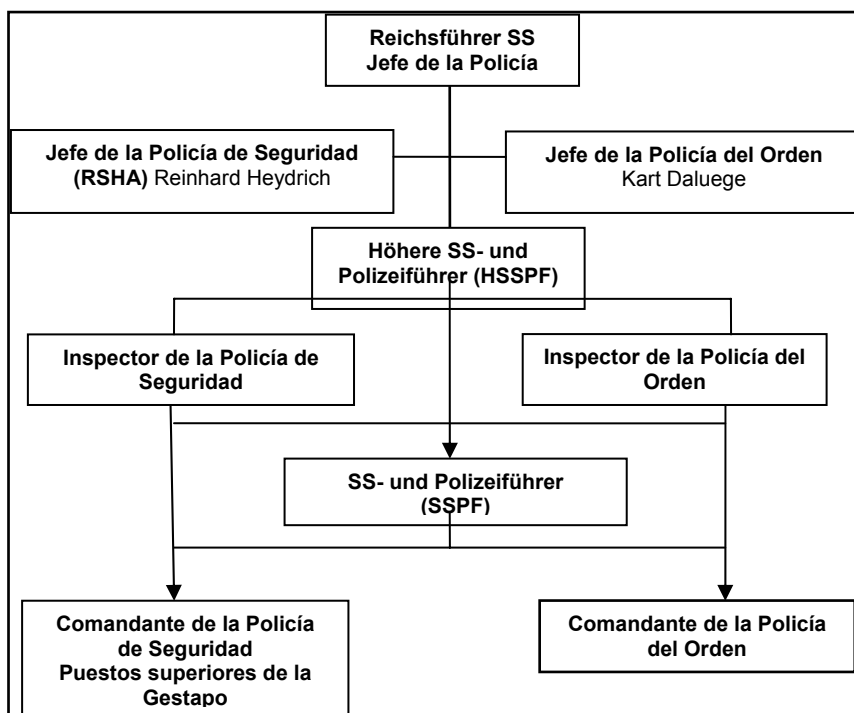 Reichsführer SS
Jefe de la Policía
Jefe de la Policía de Seguridad
(RSHA) Reinhard Heydrich
Jefe de la Policía del Orden
Kart Daluege
Höhere SS- und
Polizeiführer (HSSPF)
Inspector de la Policía de
Seguridad
Inspector de la Policía del
Orden
SS- und Polizeiführer
(SSPF)
Comandante de la Policía
de Seguridad
Puestos superiores de la
Gestapo
Comandante de la Policía
del Orden